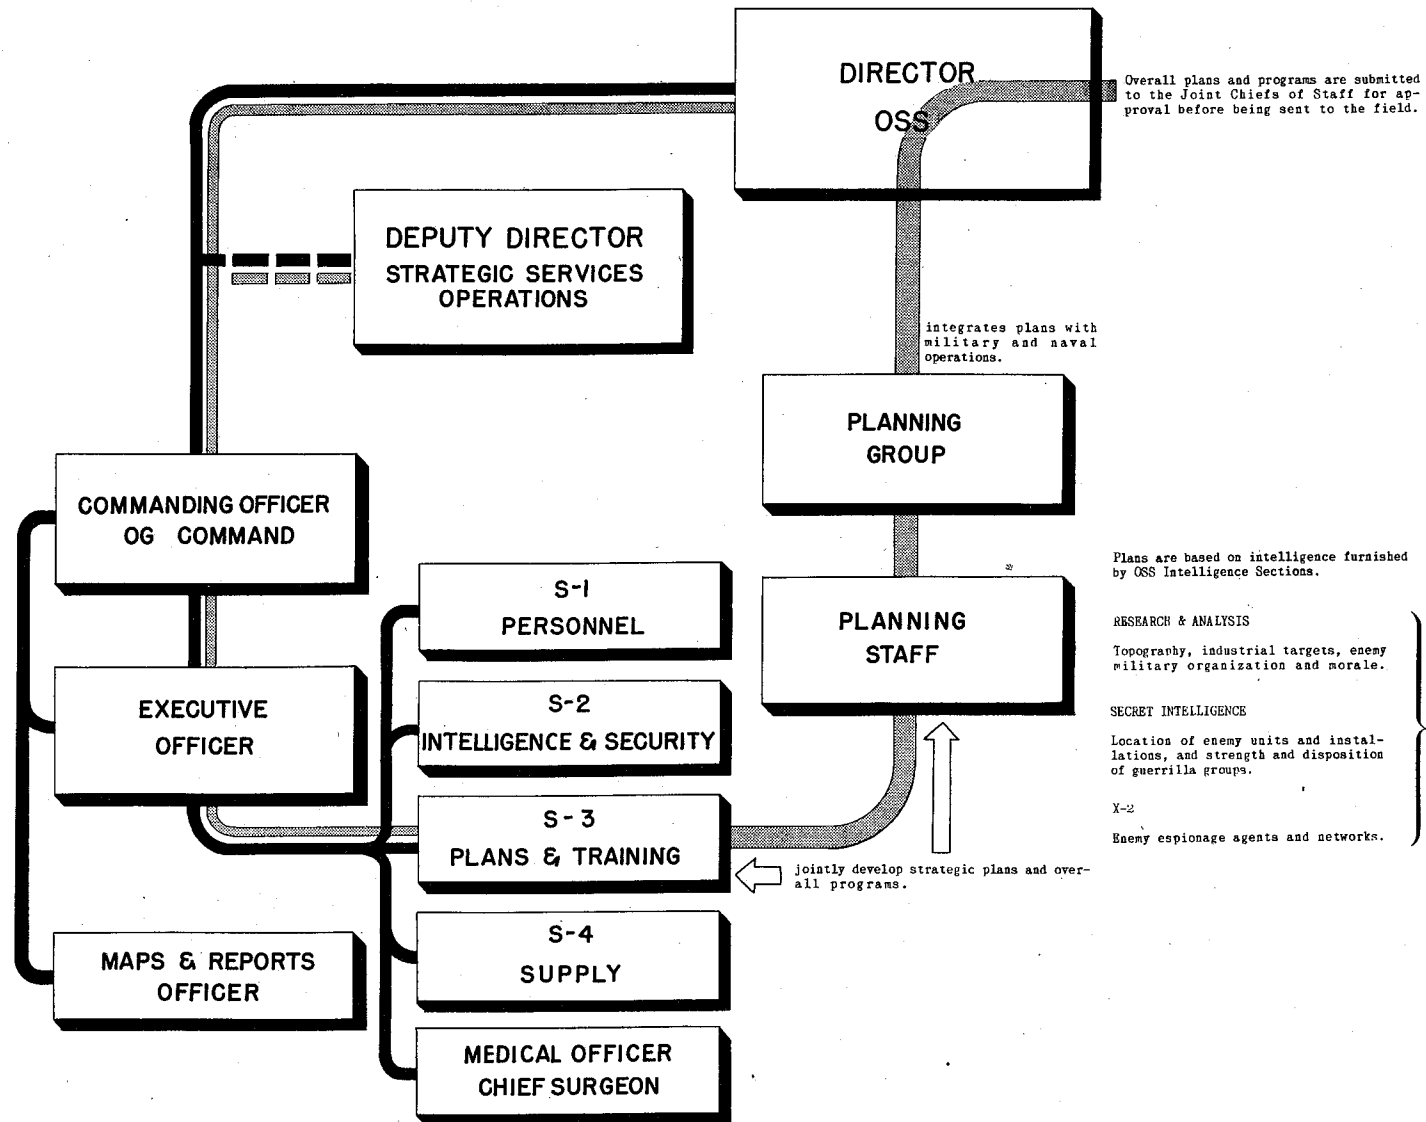 DIRECTOR
OSS
Overall plans and programs are submitted
to the Joint Chiefs of Staff for ap-
proval before being sent to the field.
DEPUTY DIRECTOR
STRATEGIC SERVICES
OPERATIONS
integrates plans with
military and naval
operations.
PLANNING
GROUP
COMMANDING OFFICER
OG COMMAND
Plans are based on intelligence furnished
by OSS Intelligence Sections.
S-1
PERSONNEL
PLANNING
STAFF
RESEARCH & ANALYSIS
Topography, industrial targets, enemy
military organization and morale.
EXECUTIVE
OFFICER
S-2
INTELLIGENCE & SECURITY
SECRET INTELLIGENCE
Location of enemy units and instal-
lations, and strength and disposition
of guerrilla groups.
X-2
Enemy espionage agents and networks.
S-3
PLANS & TRAINING
jointly develop strategic plans and over-
all programs.
S-4
SUPPLY
MAPS & REPORTS
OFFICER
MEDICAL OFFICER
CHIEF SURGEON